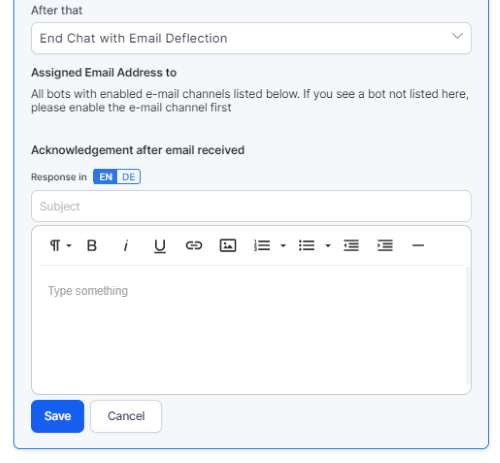 After that
End Chat with Email Deflection
Assigned Email Address to
All bots with enabled e-mail channels listed below. If you see a bot not listed here,
please enable the e-mail channel first
Acknowledgement after email received
Response in EN DE
Subject
¶ B i U
Type something
Save Cancel